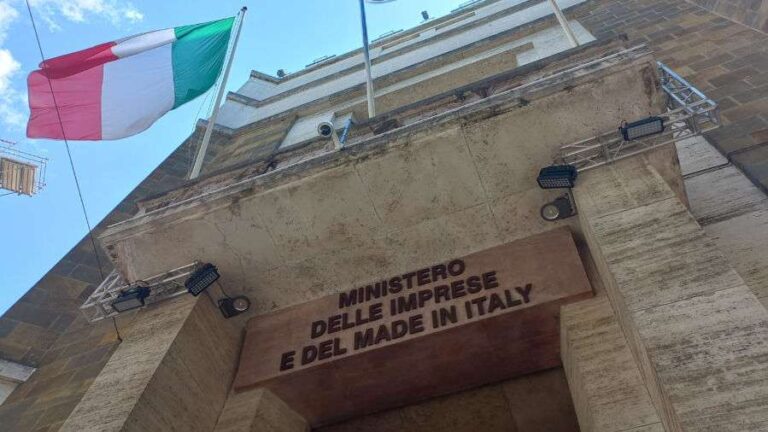 MINISTERO
DELLE IMPRESE
E DEL MADE IN ITALY